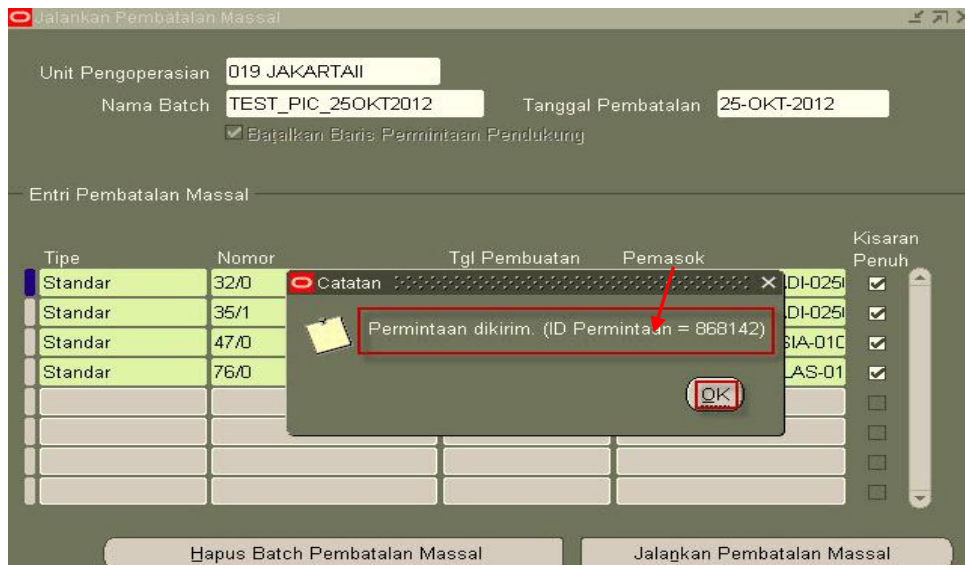 Jalankan Pembatalan Massal
Unit Pengoperasian 019 JAKARTAII
Nama Batch TEST_PIC_25OKT2012 Tanggal Pembatalan 25-OKT-2012
Batalkan Baris Permintaan Pendukung
Entri Pembatalan Massal
Kisaran
Tipe Nomor Tgl Pembuatan Pemasok Penuh
Standar 32/0
Standar 35/1
Standar 47/0
Standar 76/0
Catatan
Permintaan dikirim. (ID Permintaan = 868142)
OK
Hapus Batch Pembatalan Massal Jalankan Pembatalan Massal